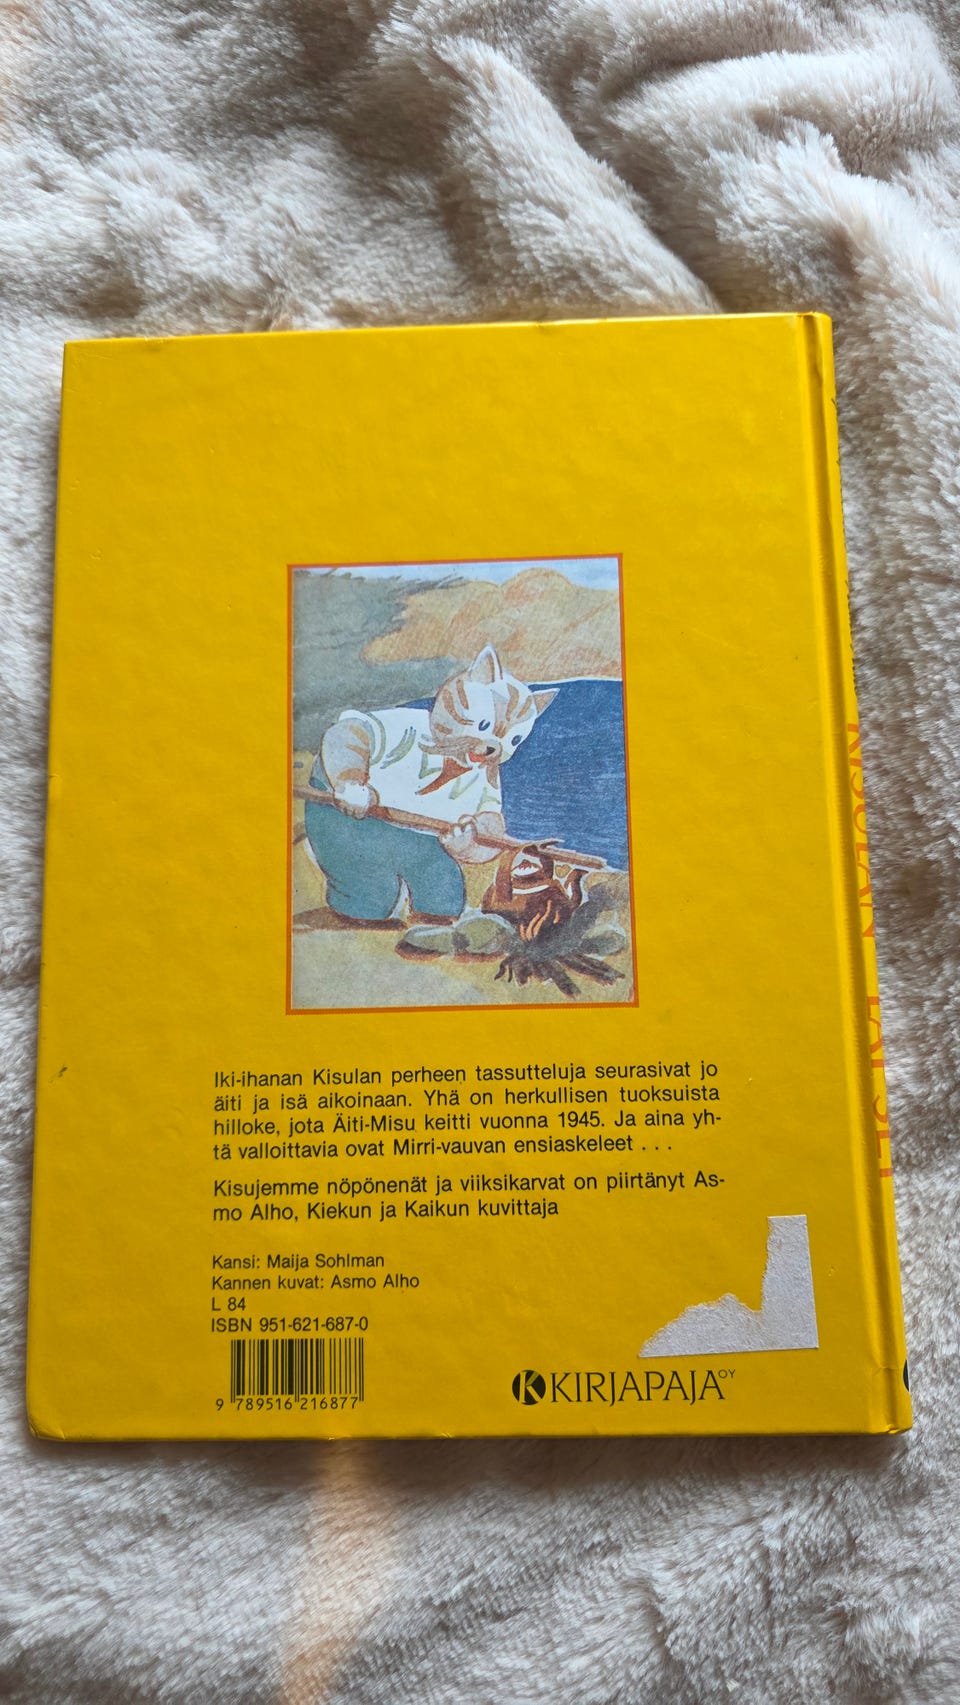 Iki-ihanan Kisulan perheen tassutteluja seurasivat jo
äiti ja isä aikoinaan. Yhä on herkullisen tuoksuista
hilloke, jota Äiti-Misu keitti vuonna 1945. Ja aina yh-
tä valloittavia ovat Mirri-vauvan ensiaskeleet . . .
Kisujemme nöpönenät ja viiksikarvat on piirtänyt As-
mo Alho, Kiekun ja Kaikun kuvittaja
Kansi: Maija Sohlman
Kannen kuvat: Asmo Alho
L 84
ISBN 951-621-687-0
9 789516 216877
KIRJAPAJA OY
KISULAN